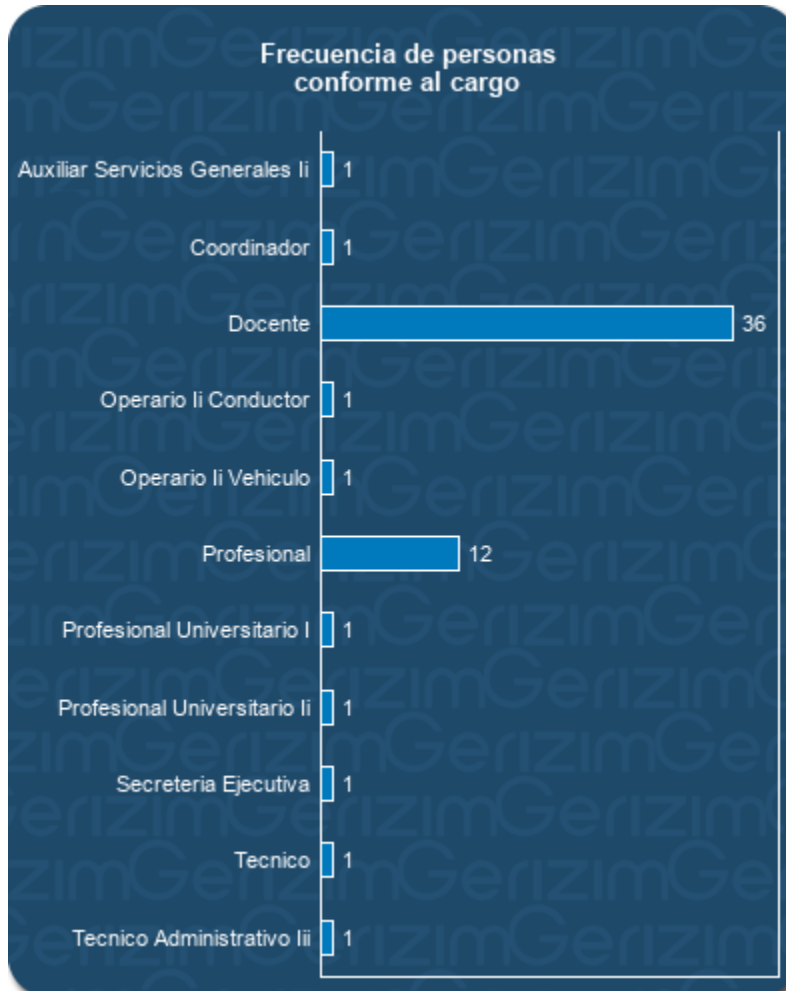 Frecuencia de personas
conforme al cargo
Auxiliar Servicios Generales Ii 1
Coordinador 1
Docente 36
Operario Ii Conductor 1
Operario Ii Vehiculo 1
Profesional 12
Profesional Universitario I 1
Profesional Universitario Ii 1
Secreteria Ejecutiva 1
Tecnico 1
Tecnico Administrativo Iii 1